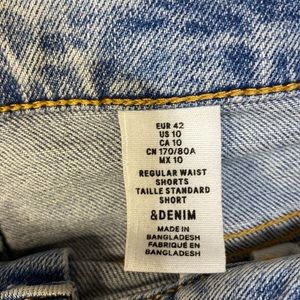 EUR 42
US 10
CA 10
CN 170/80A
MX 10
REGULAR WAIST
SHORTS
TAILLE STANDARD
SHORT
&DENIM
MADE IN
BANGLADESH
FABRIQUÉ EN
BANGLADESH